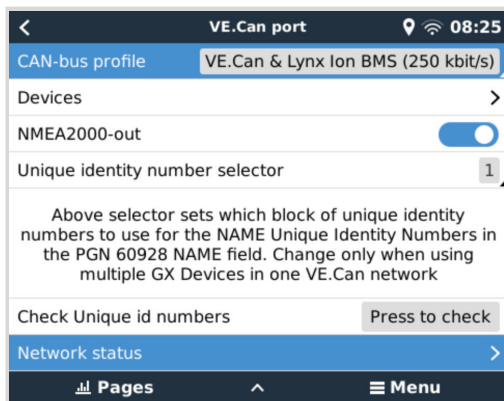 VE.Can port
08:25
CAN-bus profile
VE.Can & Lynx Ion BMS (250 kbit/s)
Devices
NMEA2000-out
Unique identity number selector
1
Above selector sets which block of unique identity
numbers to use for the NAME Unique Identity Numbers in
the PGN 60928 NAME field. Change only when using
multiple GX Devices in one VE.Can network
Check Unique id numbers
Press to check
Network status
Pages
Menu